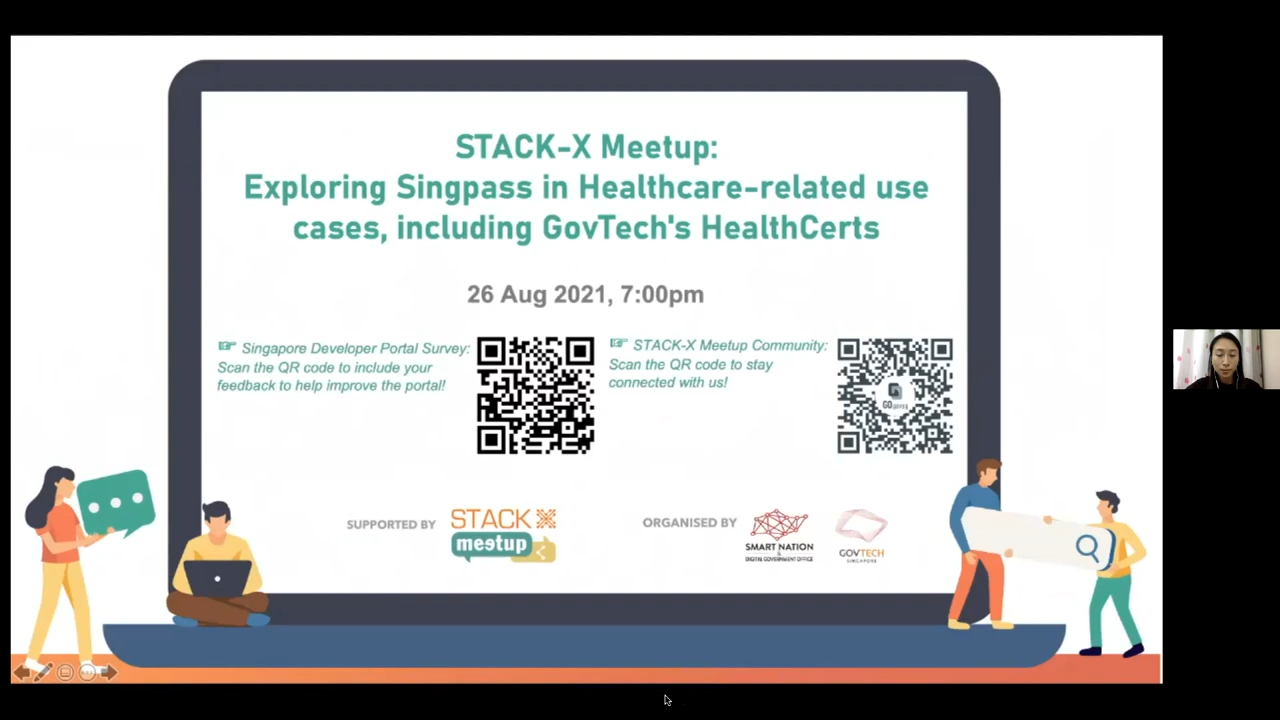 STACK-X Meetup:
Exploring Singpass in Healthcare-related use
cases, including GovTech's HealthCerts
26 Aug 2021, 7:00pm
Singapore Developer Portal Survey:
Scan the QR code to include your
feedback to help improve the portal!
STACK-X Meetup Community:
Scan the QR code to stay
connected with us!
SUPPORTED BY
STACK
meetup
ORGANISED BY
SMART NATION
&
DIGITAL GOVERNMENT OFFICE
GOVTECH
SINGAPORE